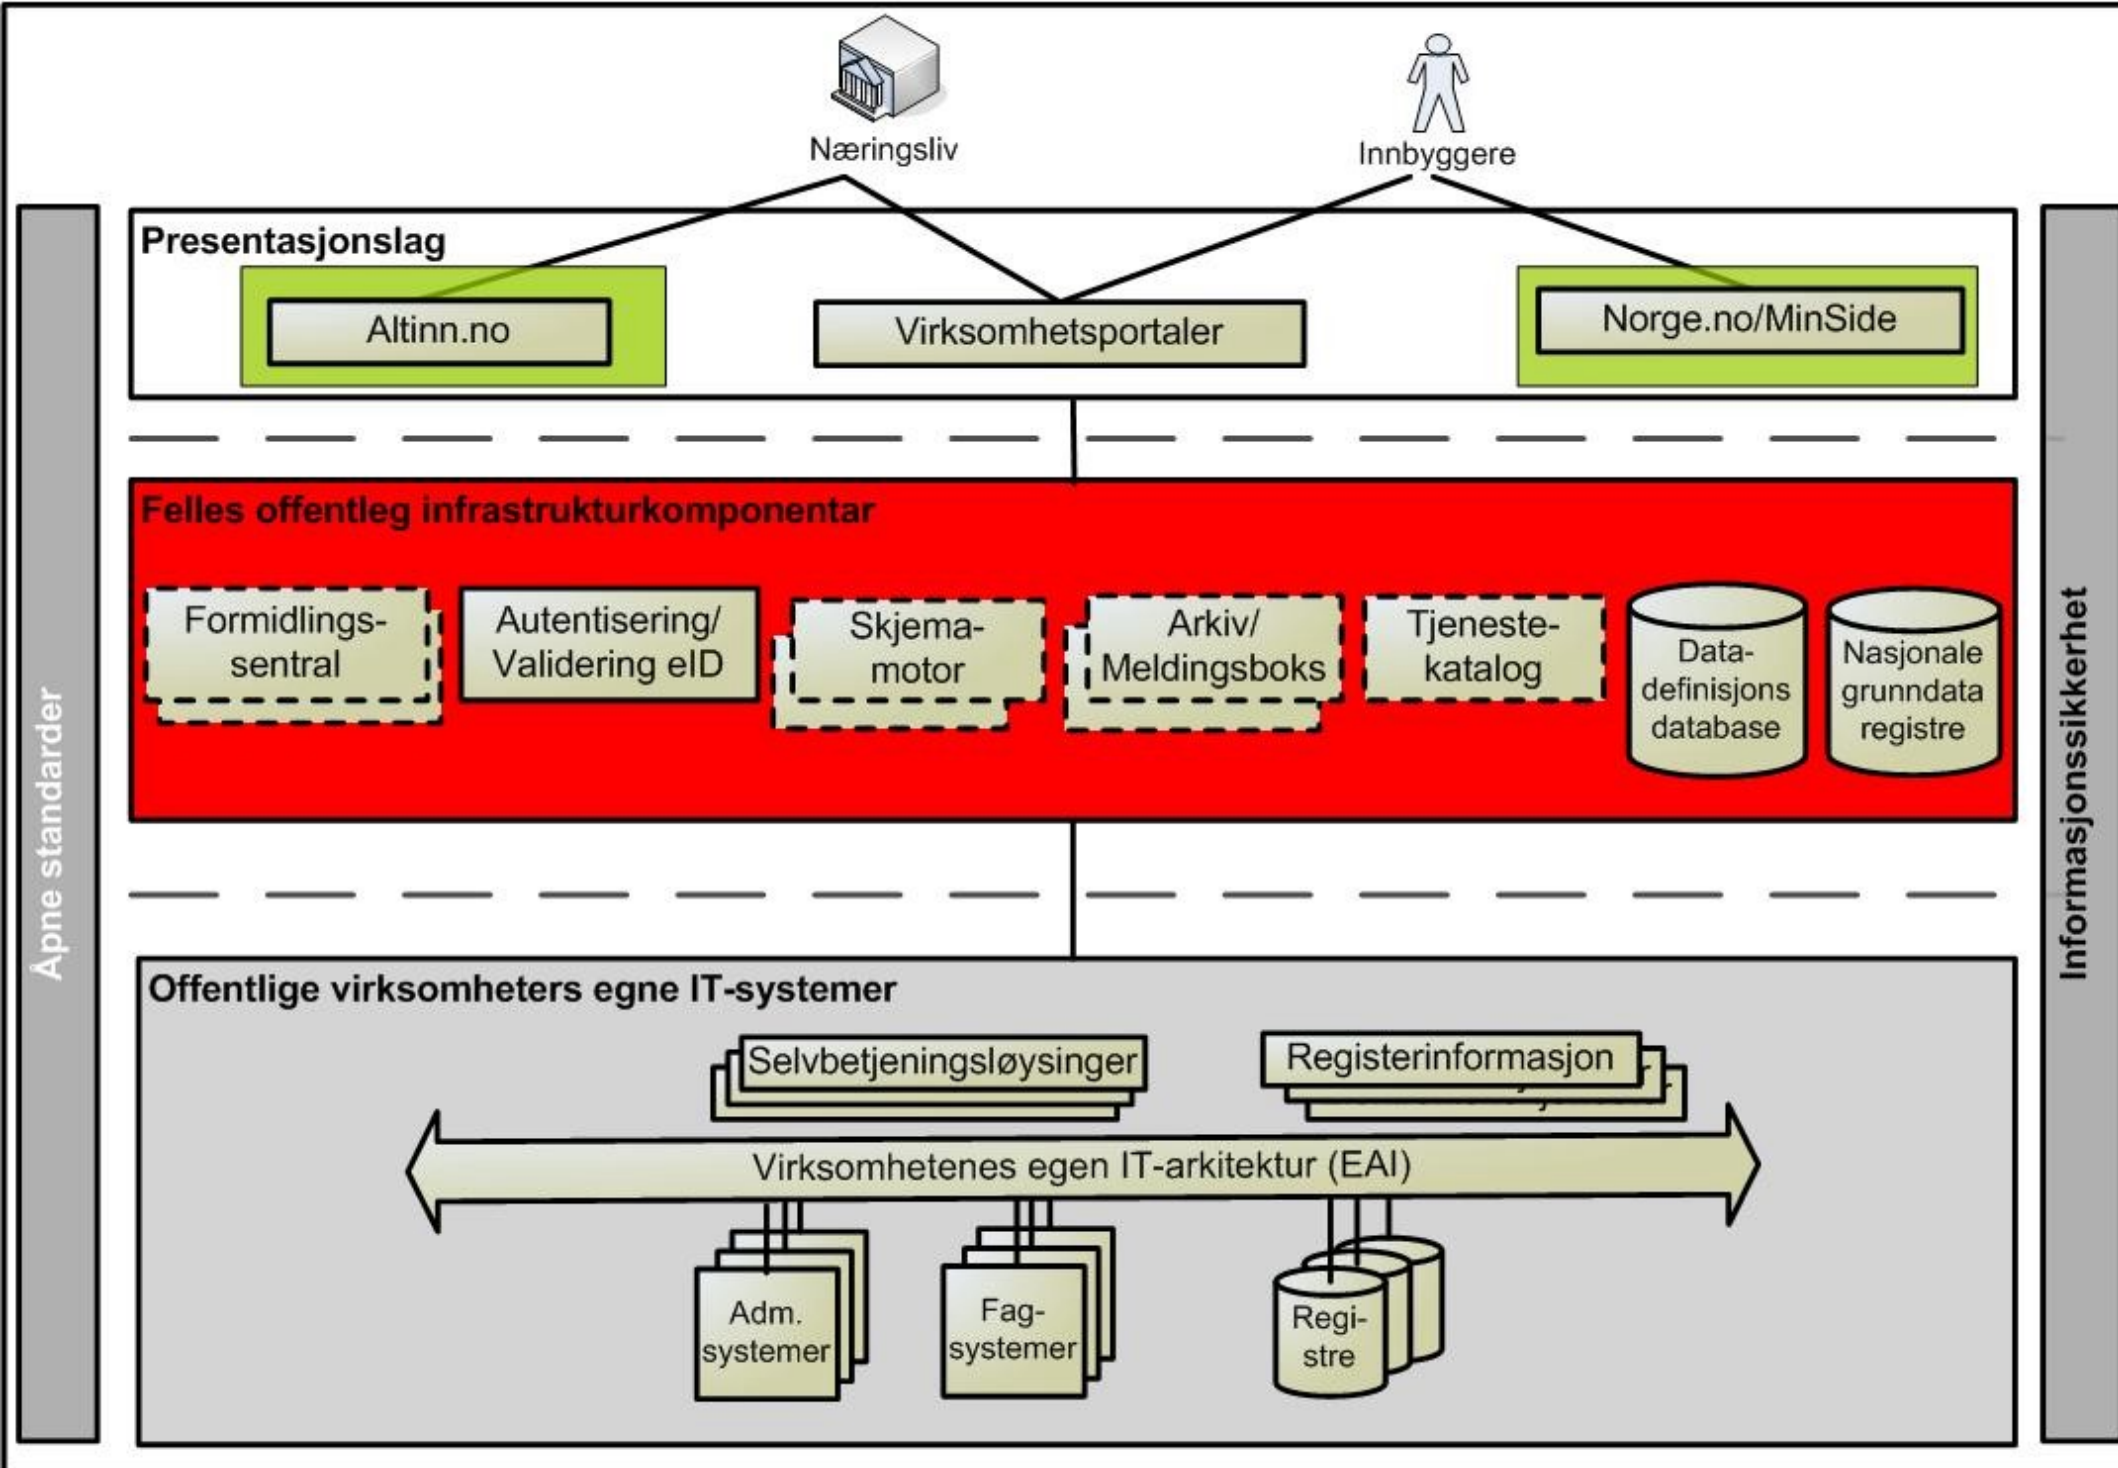 Næringsliv
Innbyggere
Presentasjonslag
Altinn.no
Virksomhetsportaler
Norge.no/MinSide
Felles offentleg infrastrukturkomponentar
Formidlings-
sentral
Autentisering/
Validering eID
Skjema-
motor
Arkiv/
Meldingsboks
Tjeneste-
katalog
Data-
definisjons
database
Nasjonale
grunndata
registre
Offentlige virksomheters egne IT-systemer
Selvbetjeningsløysinger
Registerinformasjon
Virksomhetenes egen IT-arkitektur (EAI)
Adm.
systemer
Fag-
systemer
Regi-
stre
Åpne standarder
Informasjonssikkerhet